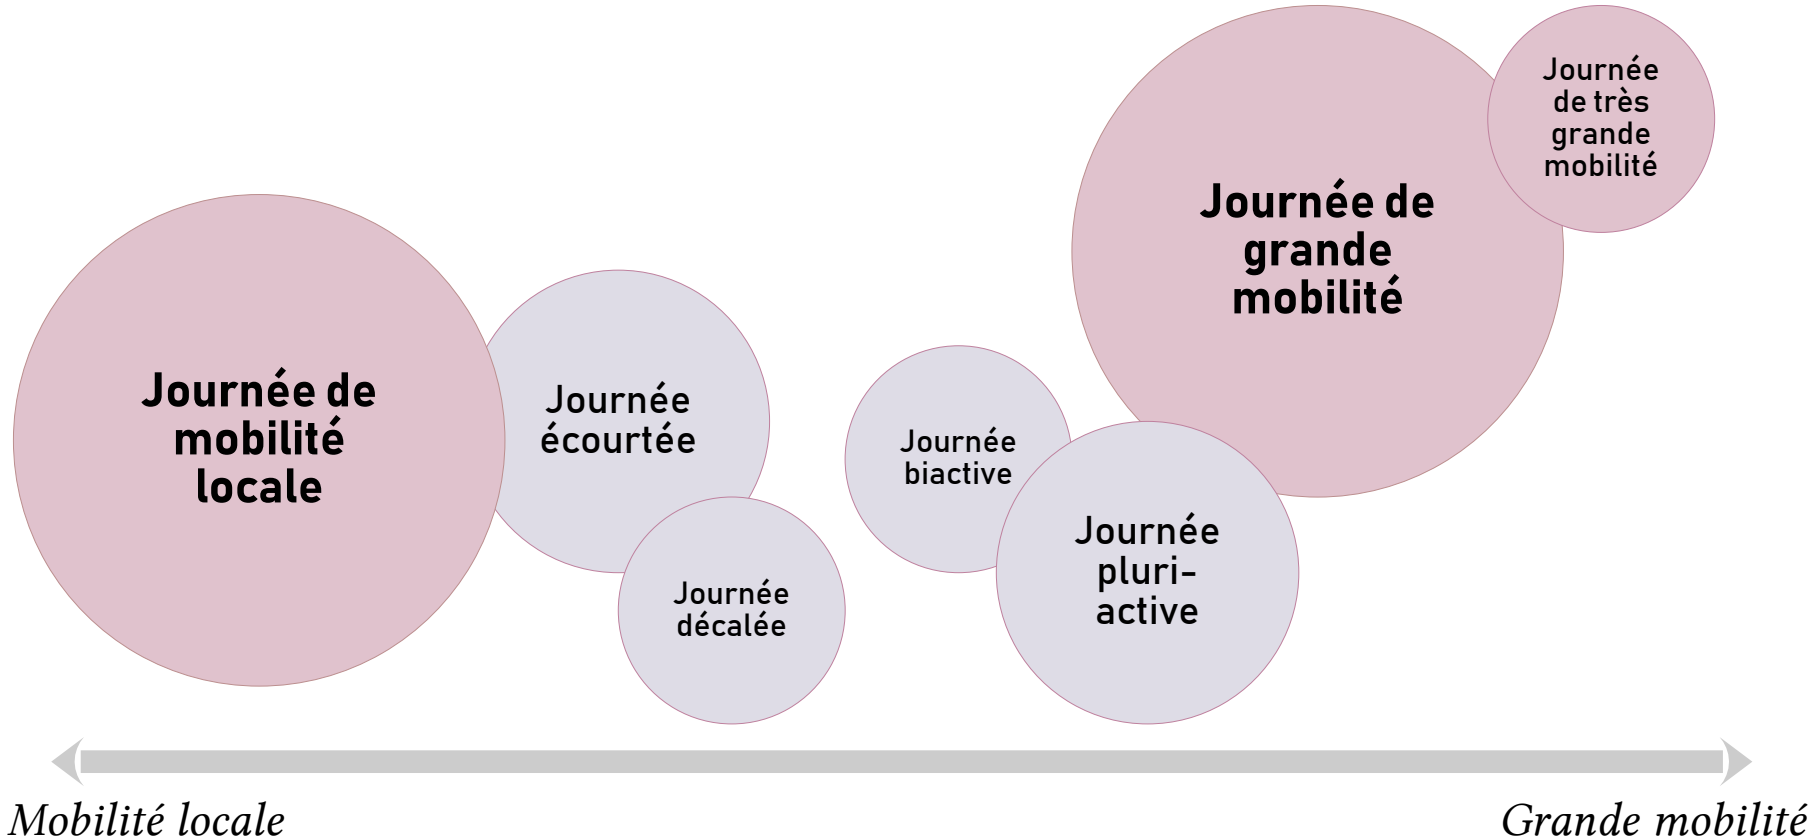 Journée
de très
grande
mobilité
Journée de
grande
mobilité
Journée de
mobilité
locale
Journée
écourtée
Journée
biactive
Journée
pluri-
active
Journée
décalée
Mobilité locale
Grande mobilité